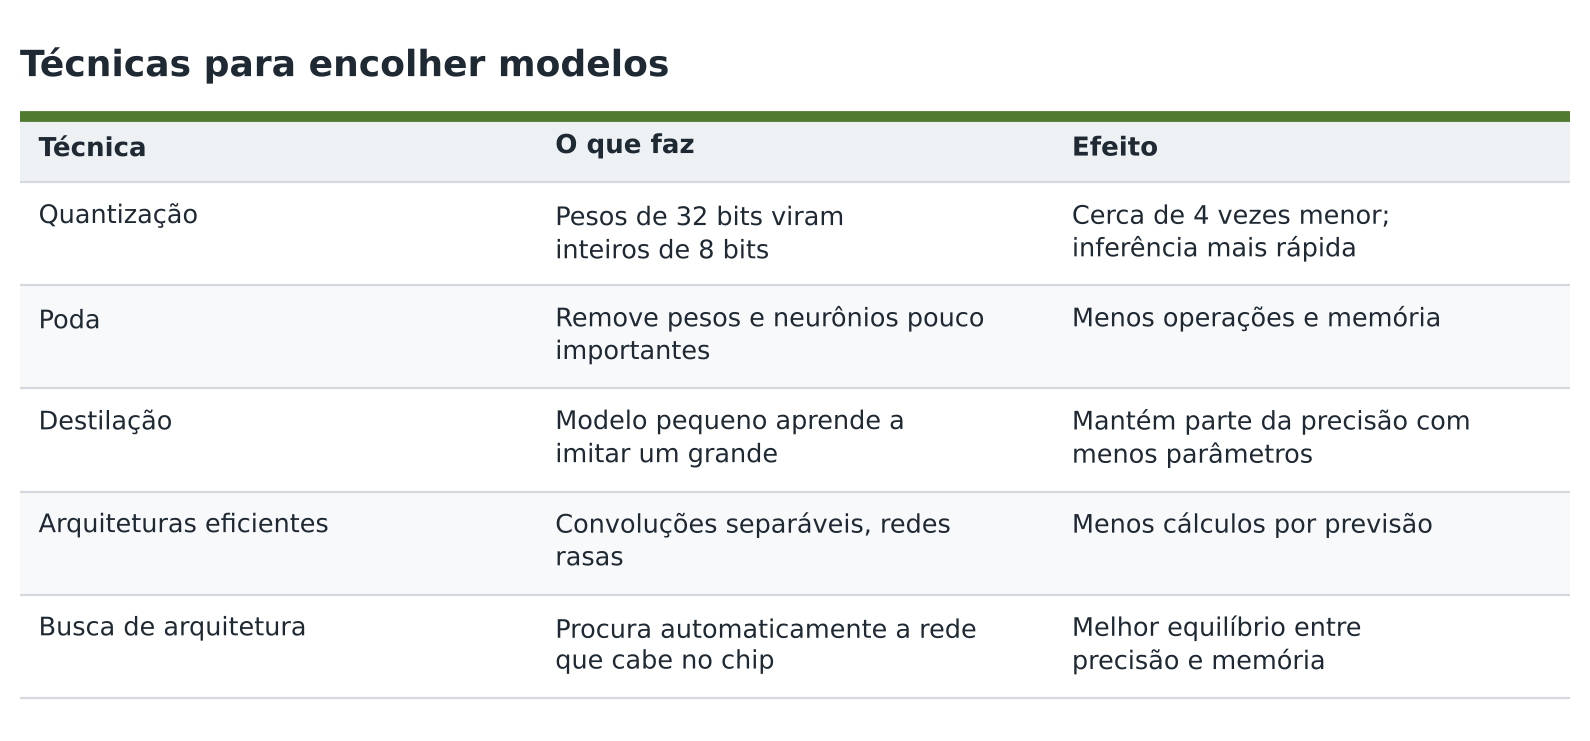 Técnicas para encolher modelos
Técnica
O que faz
Efeito
Quantização
Pesos de 32 bits viram
inteiros de 8 bits
Cerca de 4 vezes menor;
inferência mais rápida
Poda
Remove pesos e neurônios pouco
importantes
Menos operações e memória
Destilação
Modelo pequeno aprende a
imitar um grande
Mantém parte da precisão com
menos parâmetros
Arquiteturas eficientes
Convoluções separáveis, redes
rasas
Menos cálculos por previsão
Busca de arquitetura
Procura automaticamente a rede
que cabe no chip
Melhor equilíbrio entre
precisão e memória